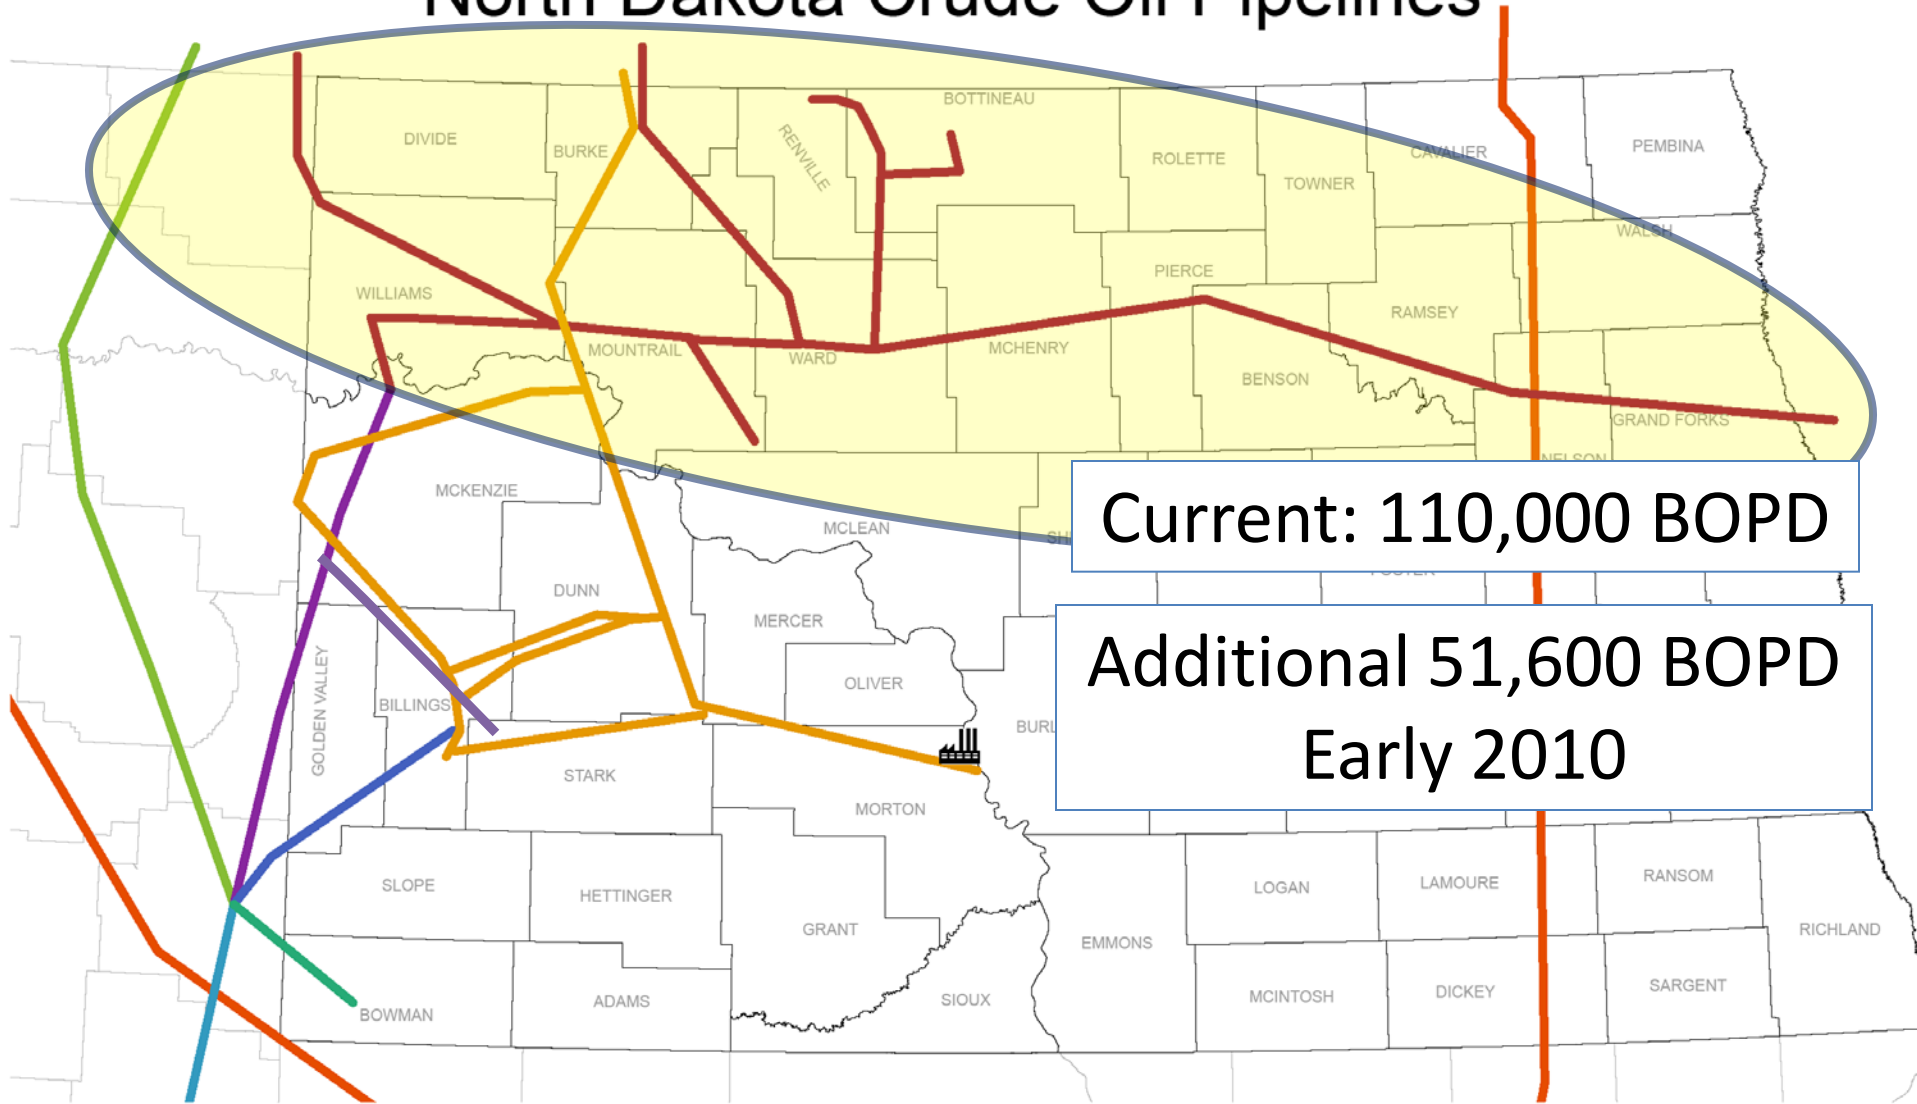 North Dakota Crude Oil Pipelines
BOTTINEAU
DIVIDE
BURKE
RENVILLE
ROLETTE
CAVALIER
PEMBINA
TOWNER
WALSH
PIERCE
WILLIAMS
RAMSEY
MOUNTRAIL
WARD
MCHENRY
BENSON
GRAND FORKS
NELSON
MCKENZIE
MCLEAN
Current: 110,000 BOPD
DUNN
MERCER
Additional 51,600 BOPD
Early 2010
GOLDEN VALLEY
BILLINGS
OLIVER
BURL
STARK
MORTON
SLOPE
HETTINGER
LOGAN
LAMOURE
RANSOM
GRANT
EMMONS
RICHLAND
BOWMAN
ADAMS
SIOUX
MCINTOSH
DICKEY
SARGENT